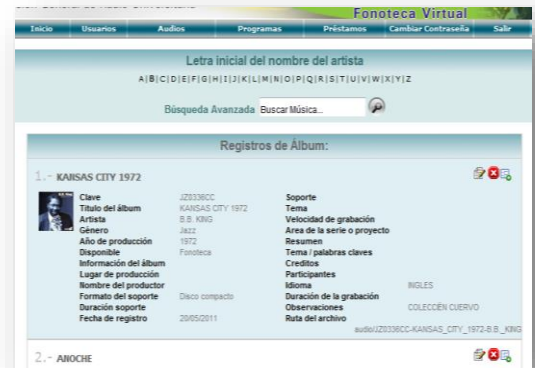 Fonoteca Virtual
Inicio Usuarios Audios Programas Préstamos Cambiar Contraseña Salir
Letra inicial del nombre del artista
A|B|C|D|E|F|G|H|I|J|K|L|M|N|O|P|Q|R|S|T|U|V|W|X|Y|Z
Búsqueda Avanzada Buscar Música...
Registros de Álbum:
1.- KANSAS CITY 1972
Clave JZ0336CC Soporte
Titulo del álbum KANSAS CITY 1972 Tema
Artista B.B. KING Velocidad de grabación
Género Jazz Area de la serie o proyecto
Año de producción 1972 Resumen
Disponible Fonoteca Tema / palabras claves
Información del álbum Creditos
Lugar de producción Participantes
Nombre del productor Idioma INGLES
Formato del soporte Disco compacto Duración de la grabación
Duración soporte Observaciones COLECCIÉN CUERVO
Fecha de registro 20/05/2011 Ruta del archivo
audio/JZ0336CC-KANSAS_CITY_1972-B.B._KING
2.- ANOCHE